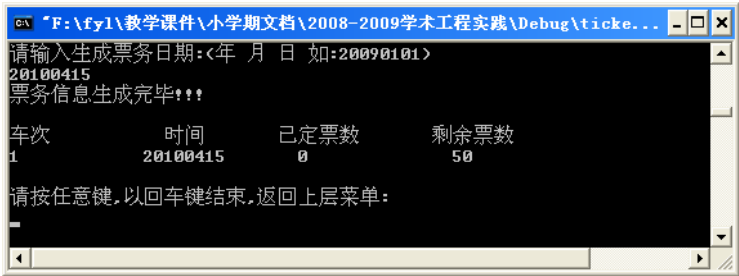 "F:\fyl\教学课件\小学期文档\2008-2009学术工程实践\Debug\ticke...
请输入生成票务日期:(年 月 日 如:20090101)
20100415
票务信息生成完毕!!!
车次 时间 已定票数 剩余票数
1 20100415 0 50
请按任意键,以回车键结束,返回上层菜单: